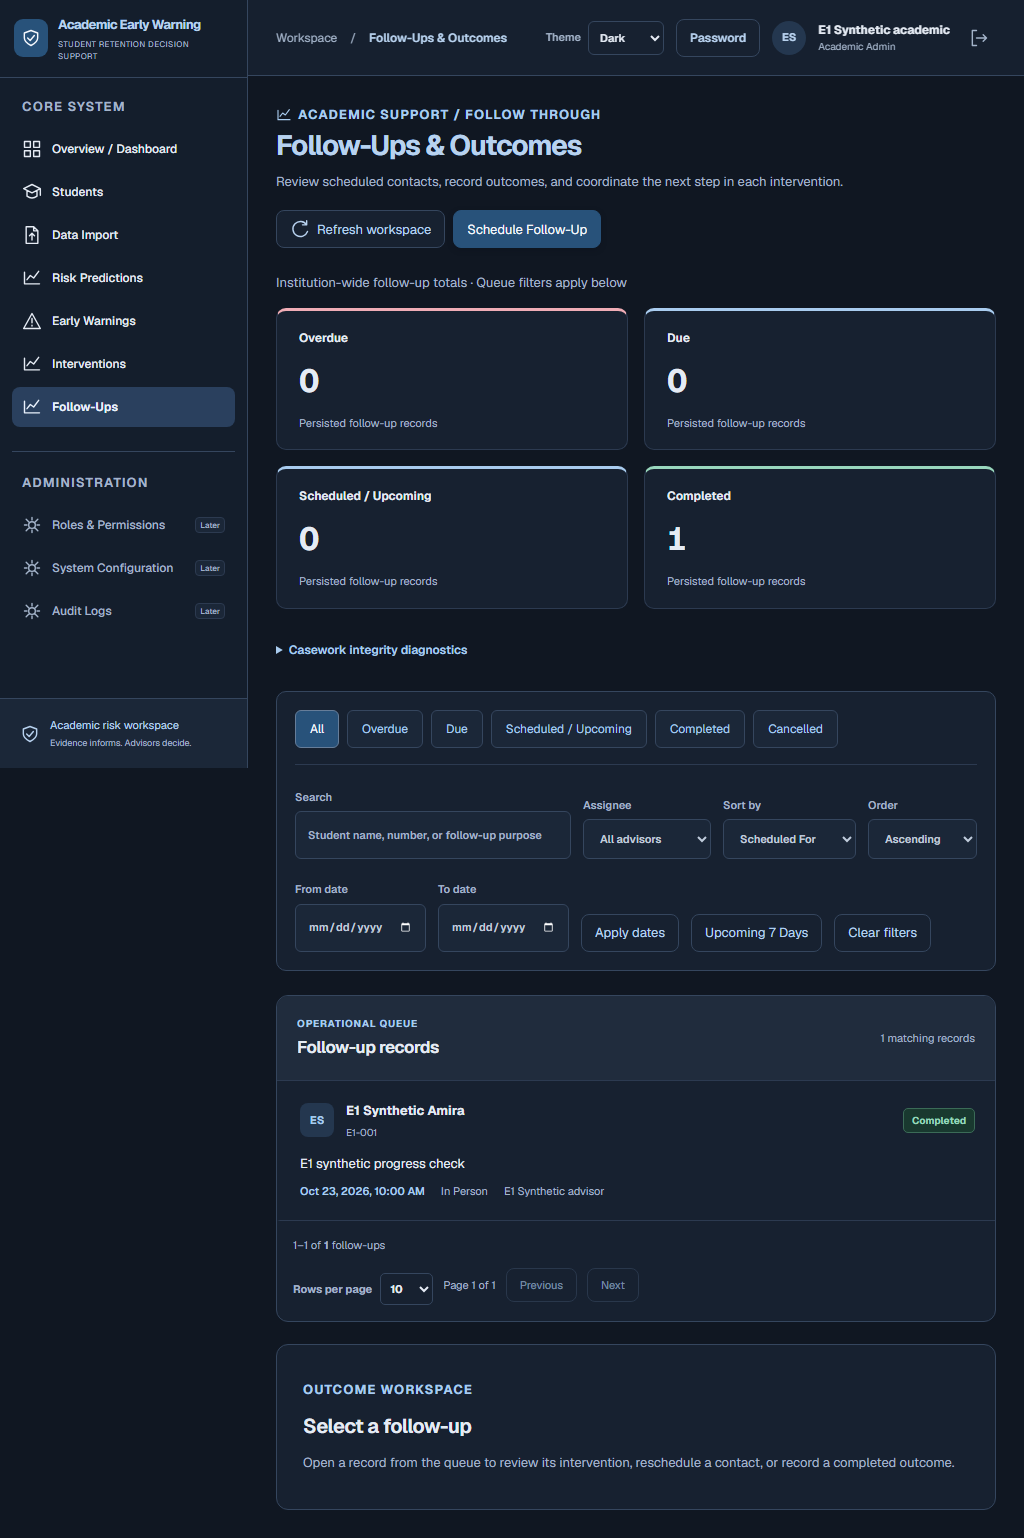 Academic Early Warning
STUDENT RETENTION DECISION
SUPPORT
CORE SYSTEM
Overview / Dashboard
Students
Data Import
Risk Predictions
Early Warnings
Interventions
Follow-Ups
ADMINISTRATION
Roles & Permissions Later
System Configuration Later
Audit Logs Later
Academic risk workspace
Evidence informs. Advisors decide.
Workspace / Follow-Ups & Outcomes
Theme Dark Password ES E1 Synthetic academic
Academic Admin
ACADEMIC SUPPORT / FOLLOW THROUGH
Follow-Ups & Outcomes
Review scheduled contacts, record outcomes, and coordinate the next step in each intervention.
Refresh workspace Schedule Follow-Up
Institution-wide follow-up totals · Queue filters apply below
Overdue
0
Persisted follow-up records
Due
0
Persisted follow-up records
Scheduled / Upcoming
0
Persisted follow-up records
Completed
1
Persisted follow-up records
Casework integrity diagnostics
All Overdue Due Scheduled / Upcoming Completed Cancelled
Search Assignee Sort by Order
Student name, number, or follow-up purpose All advisors Scheduled For Ascending
From date To date
mm/dd/yyyy mm/dd/yyyy Apply dates Upcoming 7 Days Clear filters
OPERATIONAL QUEUE
Follow-up records
1 matching records
ES E1 Synthetic Amira
E1-001
Completed
E1 synthetic progress check
Oct 23, 2026, 10:00 AM In Person E1 Synthetic advisor
1–1 of 1 follow-ups
Rows per page 10 Page 1 of 1 Previous Next
OUTCOME WORKSPACE
Select a follow-up
Open a record from the queue to review its intervention, reschedule a contact, or record a completed outcome.